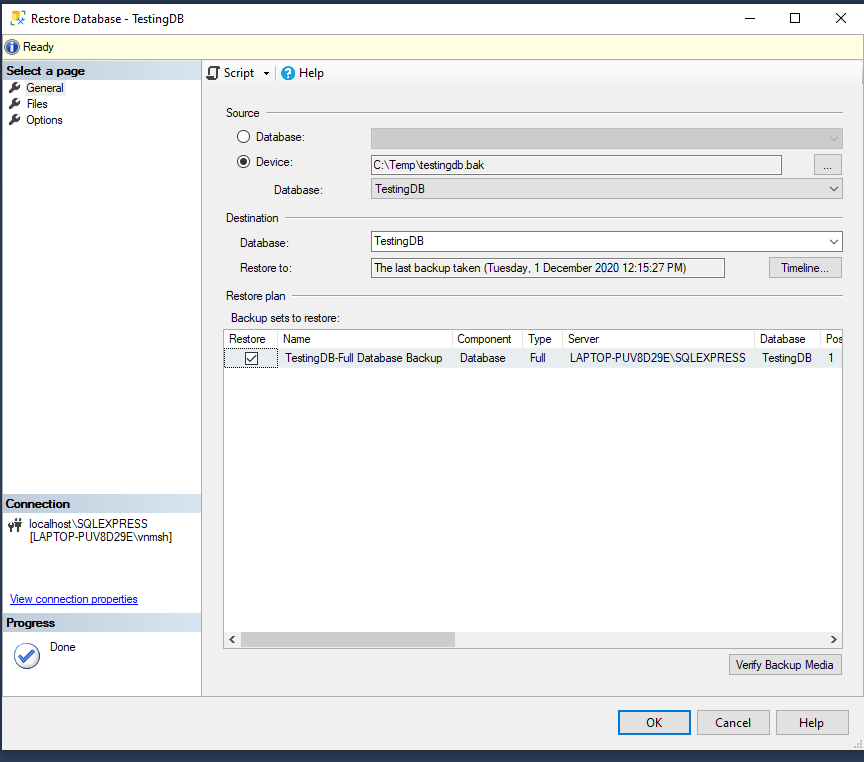 Restore Database - TestingDB
Ready
Select a page
General
Files
Options
Script
Help
Source
Database:
Device:
C:\Temp\testingdb.bak
...
Database:
TestingDB
Destination
Database:
TestingDB
Restore to:
The last backup taken (Tuesday, 1 December 2020 12:15:27 PM)
Timeline...
Restore plan
Backup sets to restore:
Restore Name Component Type Server Database Pos
TestingDB-Full Database Backup Database Full LAPTOP-PUV8D29E\SQLEXPRESS TestingDB 1
Connection
localhost\SQLEXPRESS
[LAPTOP-PUV8D29E\vnmsh]
View connection properties
Progress
Done
Verify Backup Media
OK Cancel Help